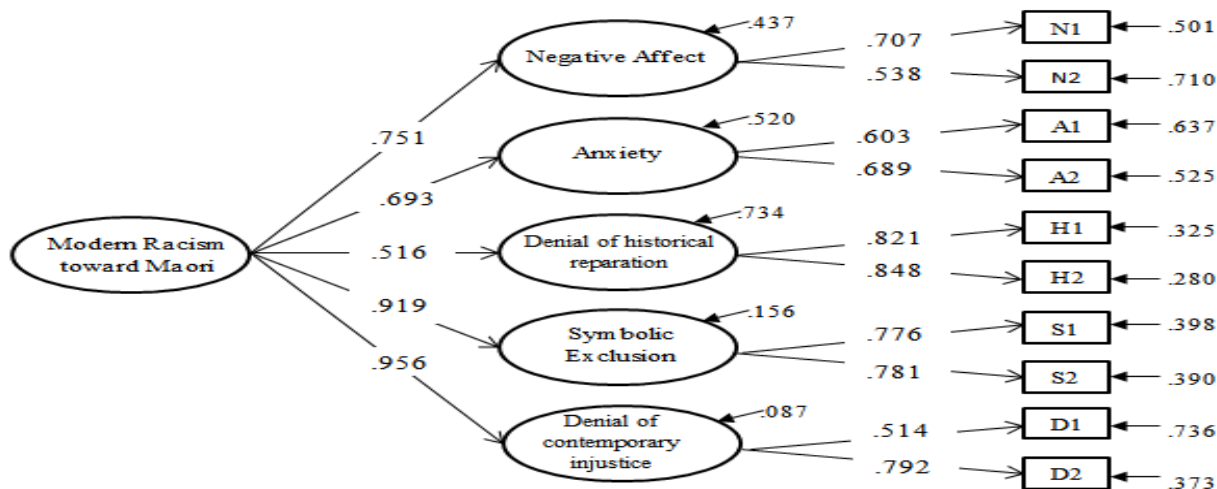 .437
Negative Affect
.707
.538
N1
.501
N2
.710
.751
.520
Anxiety
.603
.689
A1
.637
A2
.525
.693
Modern Racism
toward Maori
.516
.734
Denial of historical
reparation
.821
.848
H1
.325
H2
.280
.919
.156
Symbolic
Exclusion
.776
.781
S1
.398
S2
.390
.956
.087
Denial of
contemporary
injustice
.514
.792
D1
.736
D2
.373